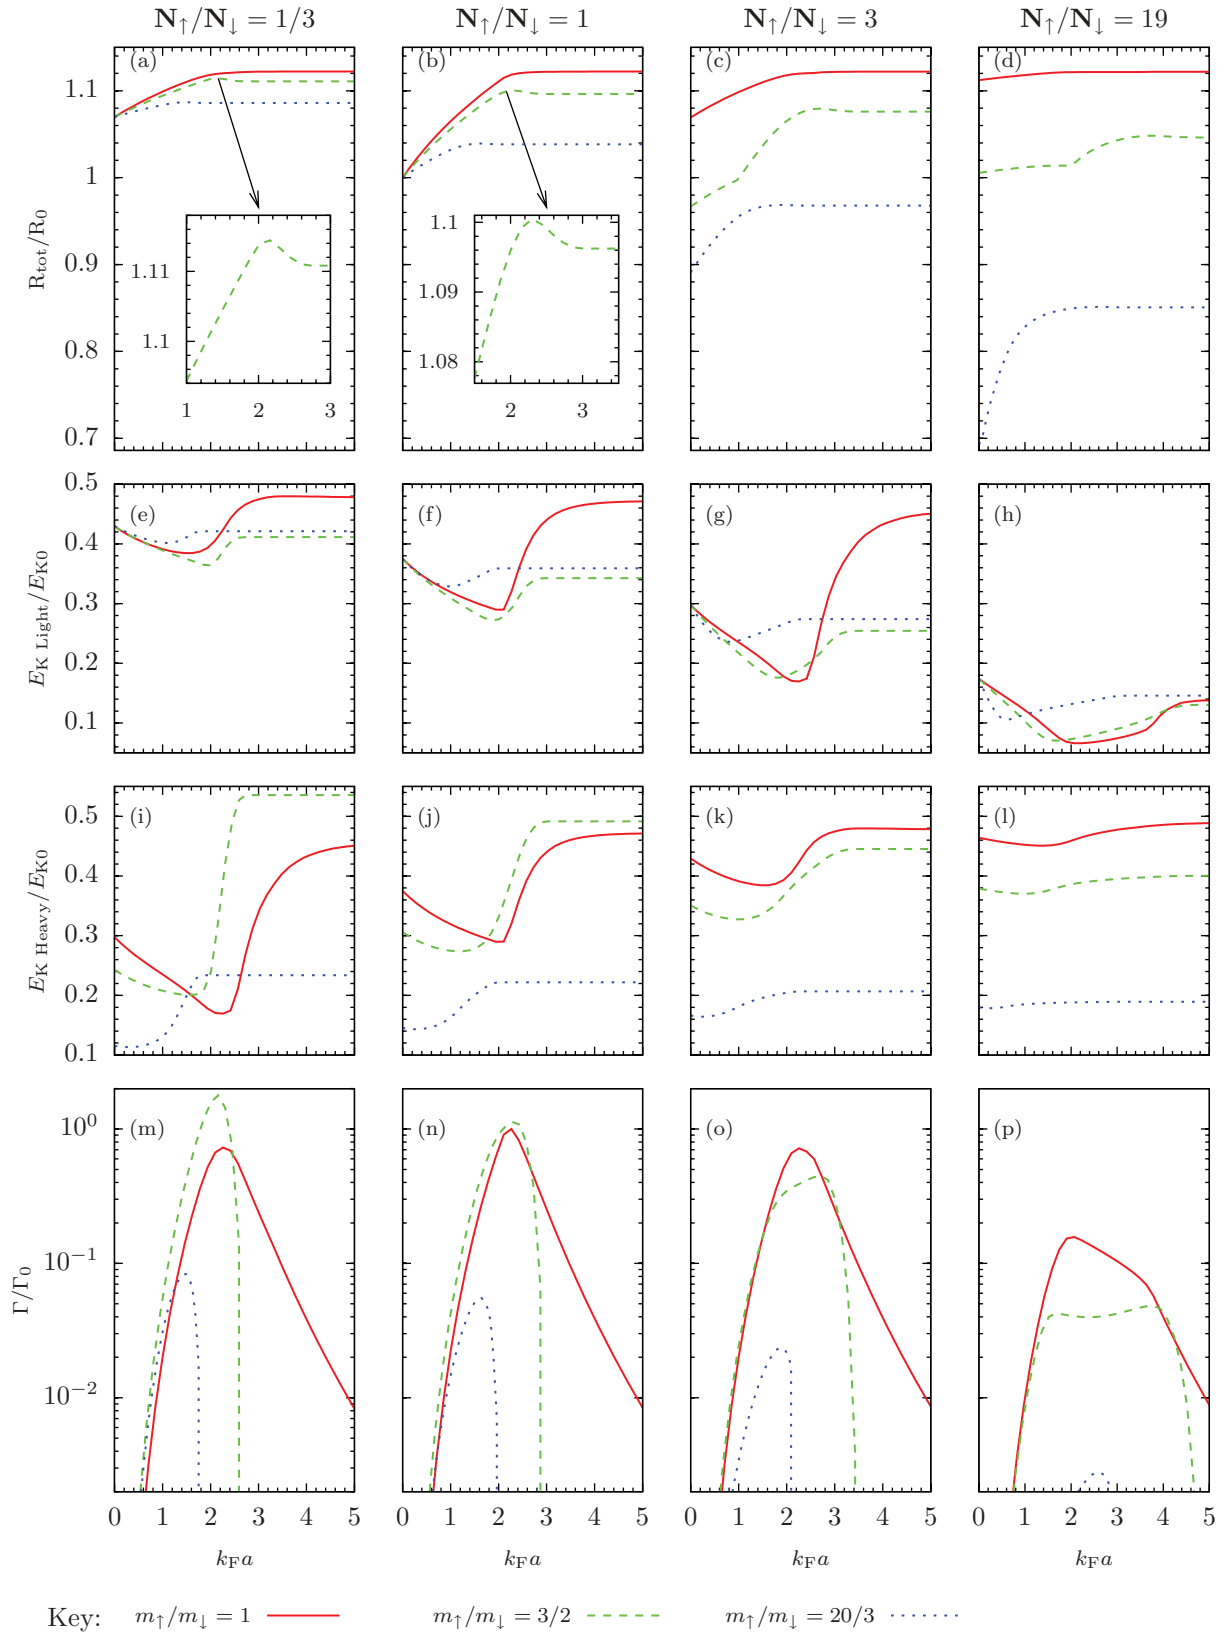 N↑/N↓ = 1/3 N↑/N↓ = 1 N↑/N↓ = 3 N↑/N↓ = 19
(a) (b) (c) (d)
1.1
1
0.9
0.8
0.7
Rtot/R0
1.11
1.1
1 2 3
1.1
1.09
1.08
2 3
(e) (f) (g) (h)
0.5
0.4
0.3
0.2
0.1
EK Light/EK0
(i) (j) (k) (l)
0.5
0.4
0.3
0.2
0.1
EK Heavy/EK0
(m) (n) (o) (p)
10^0
10^-1
10^-2
Γ/Γ0
0 1 2 3 4 5 0 1 2 3 4 5 0 1 2 3 4 5 0 1 2 3 4 5
kFa kFa kFa kFa
Key: m↑/m↓ = 1 m↑/m↓ = 3/2 m↑/m↓ = 20/3